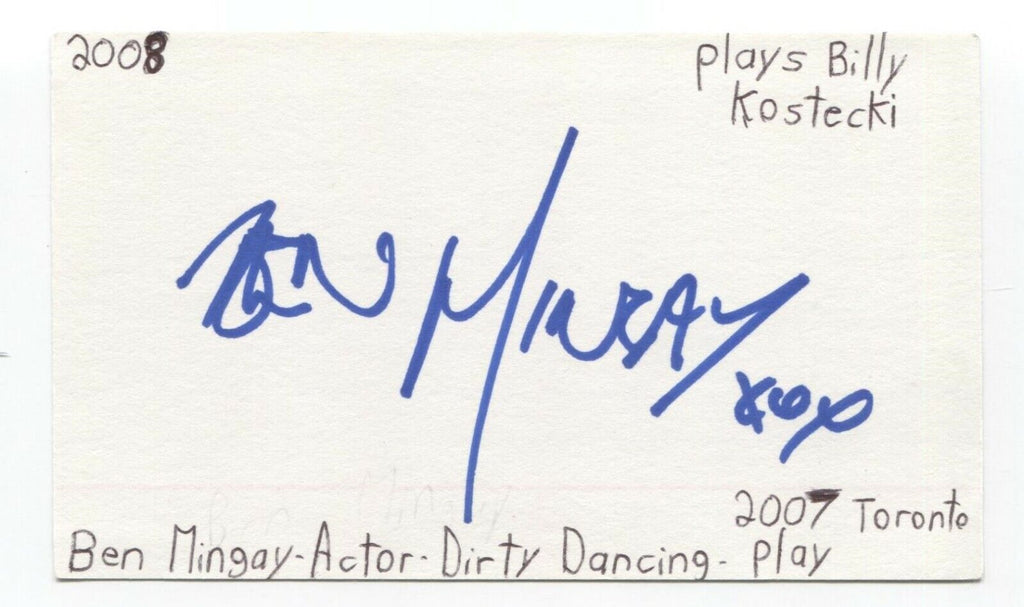 2008
plays Billy
Kostecki
BEN MINGAY
xox
2007 Toronto
Ben Mingay-Actor-Dirty Dancing- play